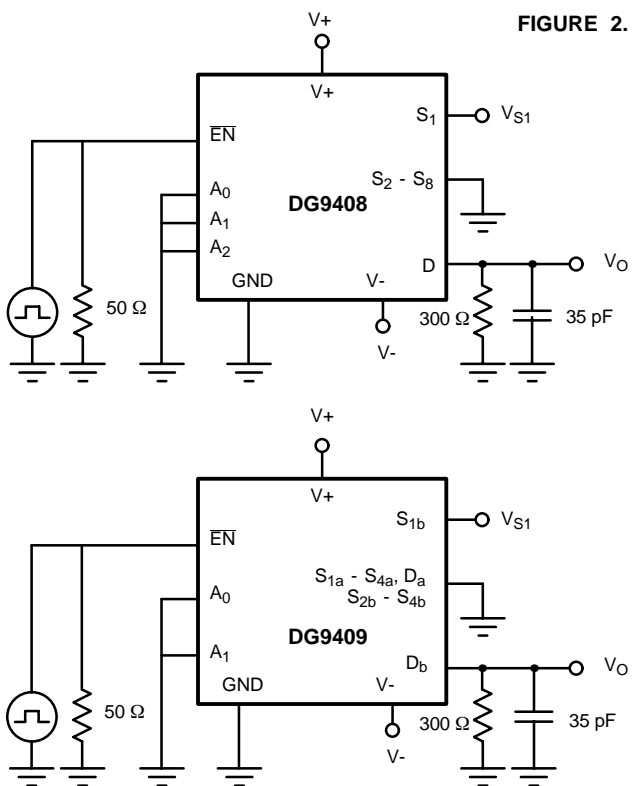 FIGURE 2.
V+
V+
EN
S1
VS1
A0
S2 - S8
A1
DG9408
A2
D
VO
GND
V-
50 Ω
300 Ω
35 pF
V-
V+
V+
EN
S1b
VS1
A0
S1a - S4a, Da
S2b - S4b
A1
DG9409
Db
VO
GND
V-
50 Ω
300 Ω
35 pF
V-